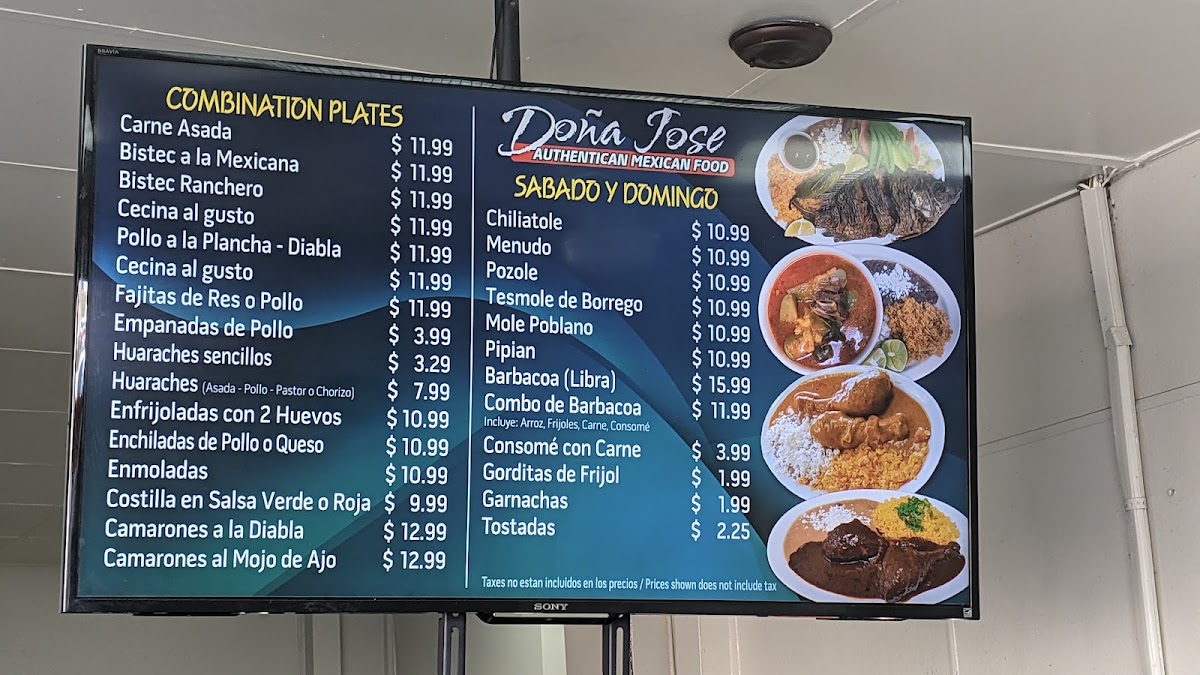 BRAVIA
COMBINATION PLATES
Carne Asada $ 11.99
Bistec a la Mexicana $ 11.99
Bistec Ranchero $ 11.99
Cecina al gusto $ 11.99
Pollo a la Plancha - Diabla $ 11.99
Cecina al gusto $ 11.99
Fajitas de Res o Pollo $ 11.99
Empanadas de Pollo $ 3.99
Huaraches sencillos $ 3.29
Huaraches (Asada - Pollo - Pastor o Chorizo) $ 7.99
Enfrijoladas con 2 Huevos $ 10.99
Enchiladas de Pollo o Queso $ 10.99
Enmoladas $ 10.99
Costilla en Salsa Verde o Roja $ 9.99
Camarones a la Diabla $ 12.99
Camarones al Mojo de Ajo $ 12.99
Doña Jose
AUTHENTICAN MEXICAN FOOD
SABADO Y DOMINGO
Chiliatole $ 10.99
Menudo $ 10.99
Pozole $ 10.99
Tesmole de Borrego $ 10.99
Mole Poblano $ 10.99
Pipian $ 10.99
Barbacoa (Libra) $ 15.99
Combo de Barbacoa $ 11.99
Incluye: Arroz, Frijoles, Carne, Consomé
Consomé con Carne $ 3.99
Gorditas de Frijol $ 1.99
Garnachas $ 1.99
Tostadas $ 2.25
Taxes no estan incluidos en los precios / Prices shown does not include tax
SONY